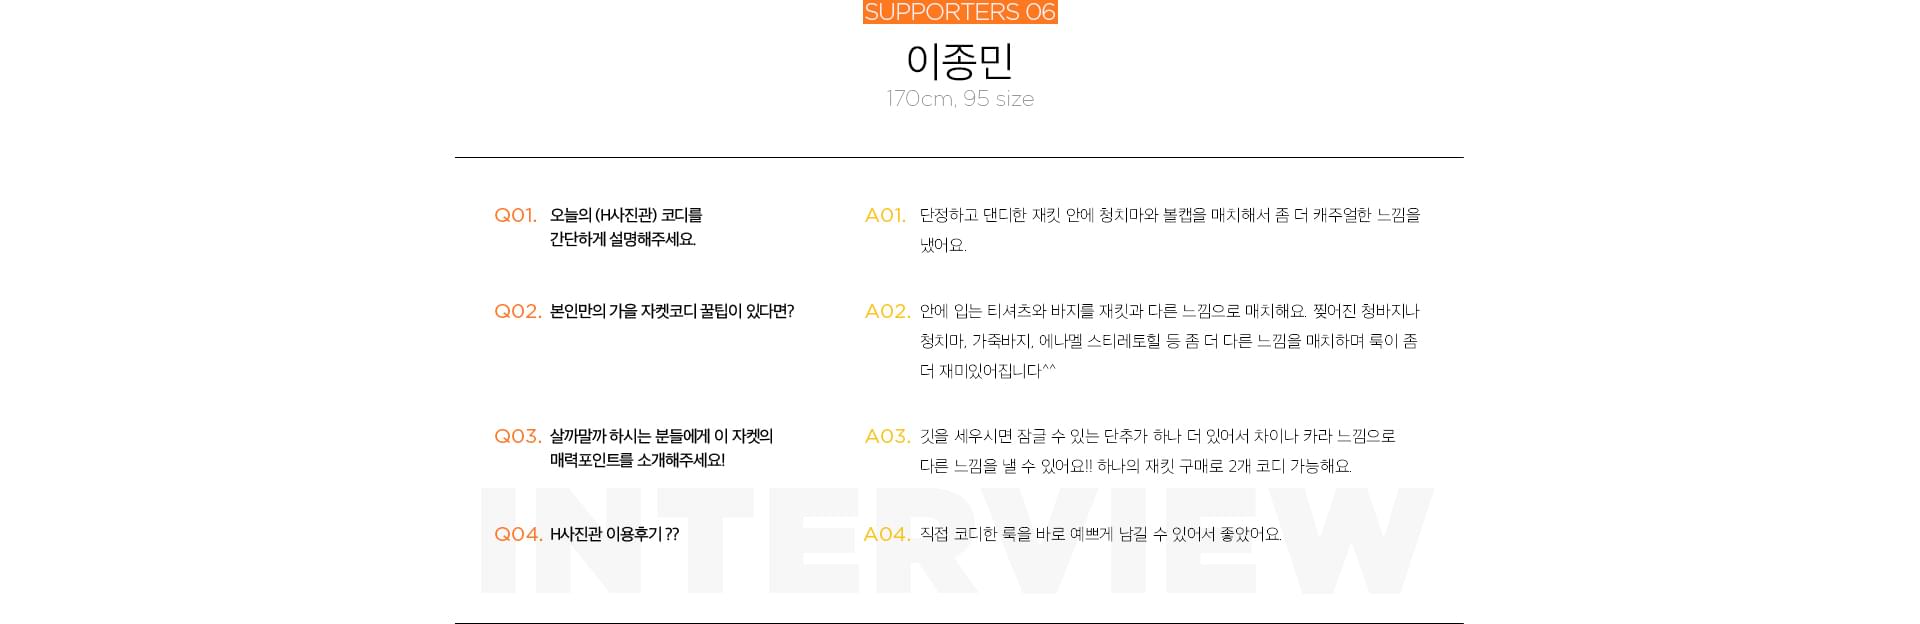 SUPPORTERS 06
이종민
170cm, 95 size
Q01. 오늘의 (H사진관) 코디를
간단하게 설명해주세요.
A01. 단정하고 댄디한 재킷 안에 청치마와 볼캡을 매치해서 좀 더 캐주얼한 느낌을
냈어요.
Q02. 본인만의 가을 자켓코디 꿀팁이 있다면?
A02. 안에 입는 티셔츠와 바지를 재킷과 다른 느낌으로 매치해요. 찢어진 청바지나
청치마, 가죽바지, 에나멜 스티레토힐 등 좀 더 다른 느낌을 매치하며 룩이 좀
더 재미있어집니다^^
Q03. 살까말까 하시는 분들에게 이 자켓의
매력포인트를 소개해주세요!
A03. 깃을 세우시면 잠글 수 있는 단추가 하나 더 있어서 차이나 카라 느낌으로
다른 느낌을 낼 수 있어요!! 하나의 재킷 구매로 2개 코디 가능해요.
Q04. H사진관 이용후기 ??
A04. 직접 코디한 룩을 바로 예쁘게 남길 수 있어서 좋았어요.
INTERVIEW